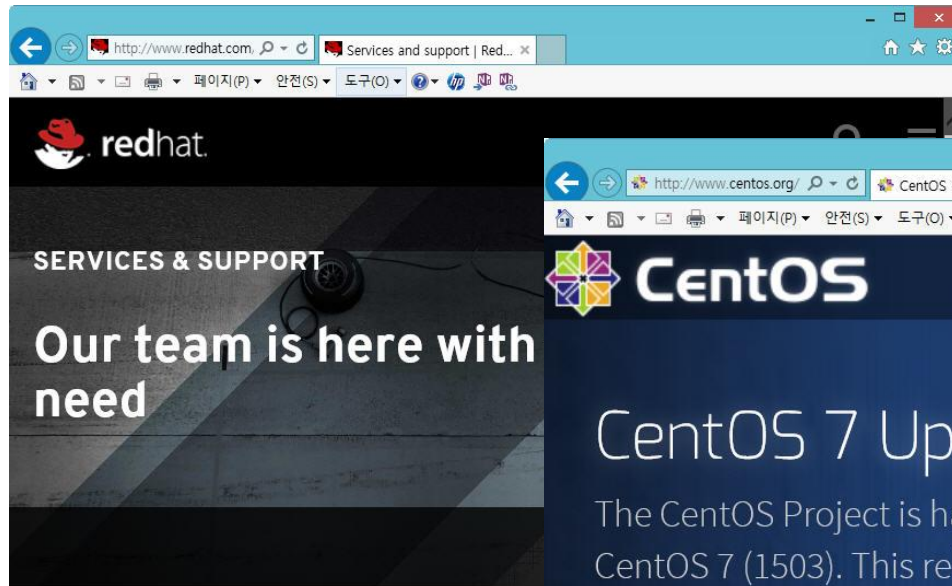 http://www.redhat.com,
Services and support | Red...
페이지(P) 안전(S) 도구(O)
redhat.
SERVICES & SUPPORT
Our team is here with
need
http://www.centos.org/
CentOS
페이지(P) 안전(S) 도구(O)
CentOS
CentOS 7 Up
The CentOS Project is ha
CentOS 7 (1503). This re